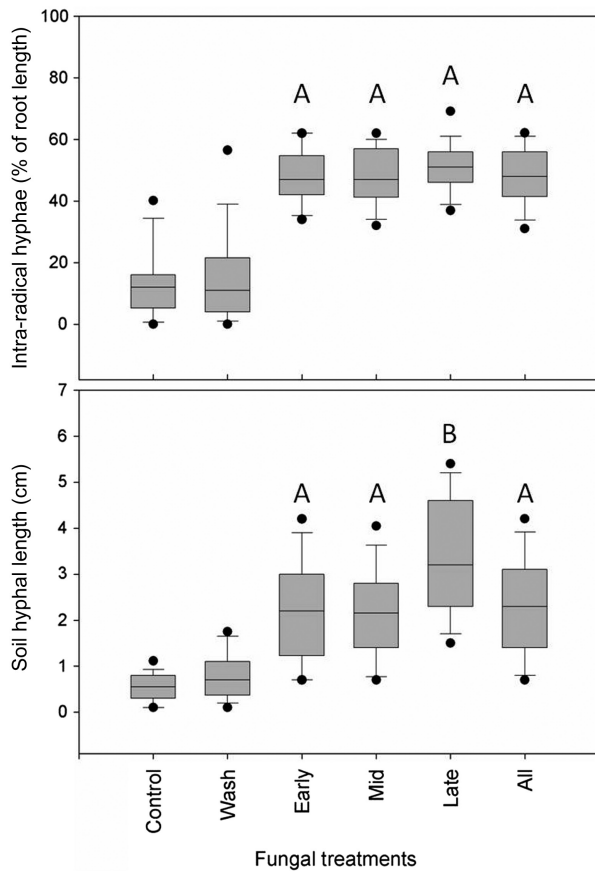 Intra-radical hyphae (% of root length)
100
80
60
40
20
0
A A A A
Soil hyphal length (cm)
7
6
5
4
3
2
1
0
A A B A
Control Wash Early Mid Late All
Fungal treatments